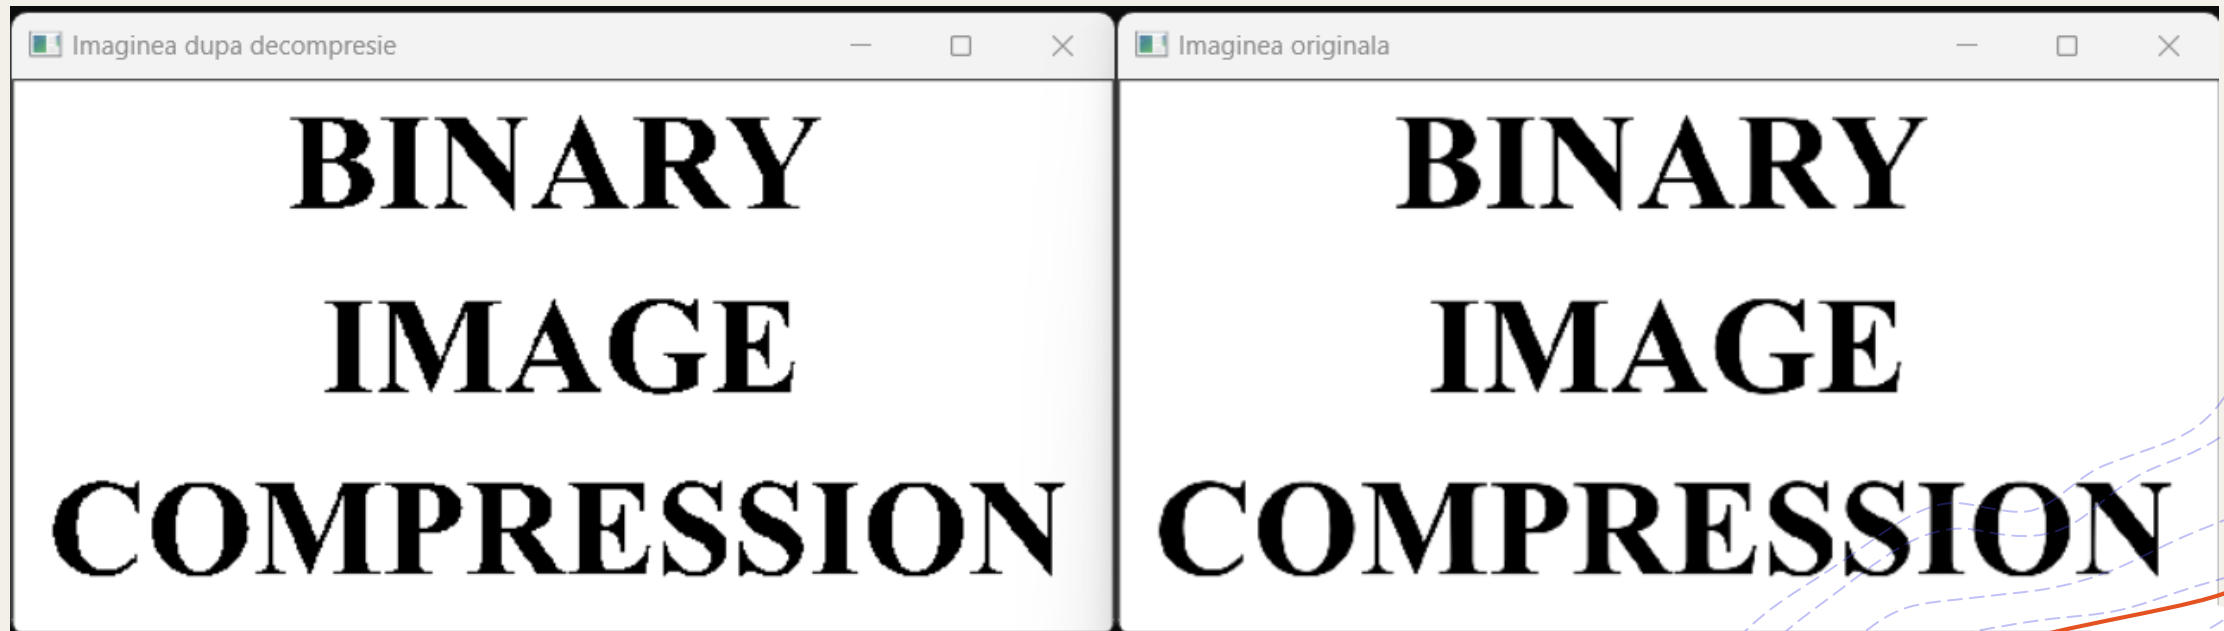 Imaginea dupa decompresie
BINARY
IMAGE
COMPRESSION
Imaginea originala
BINARY
IMAGE
COMPRESSION